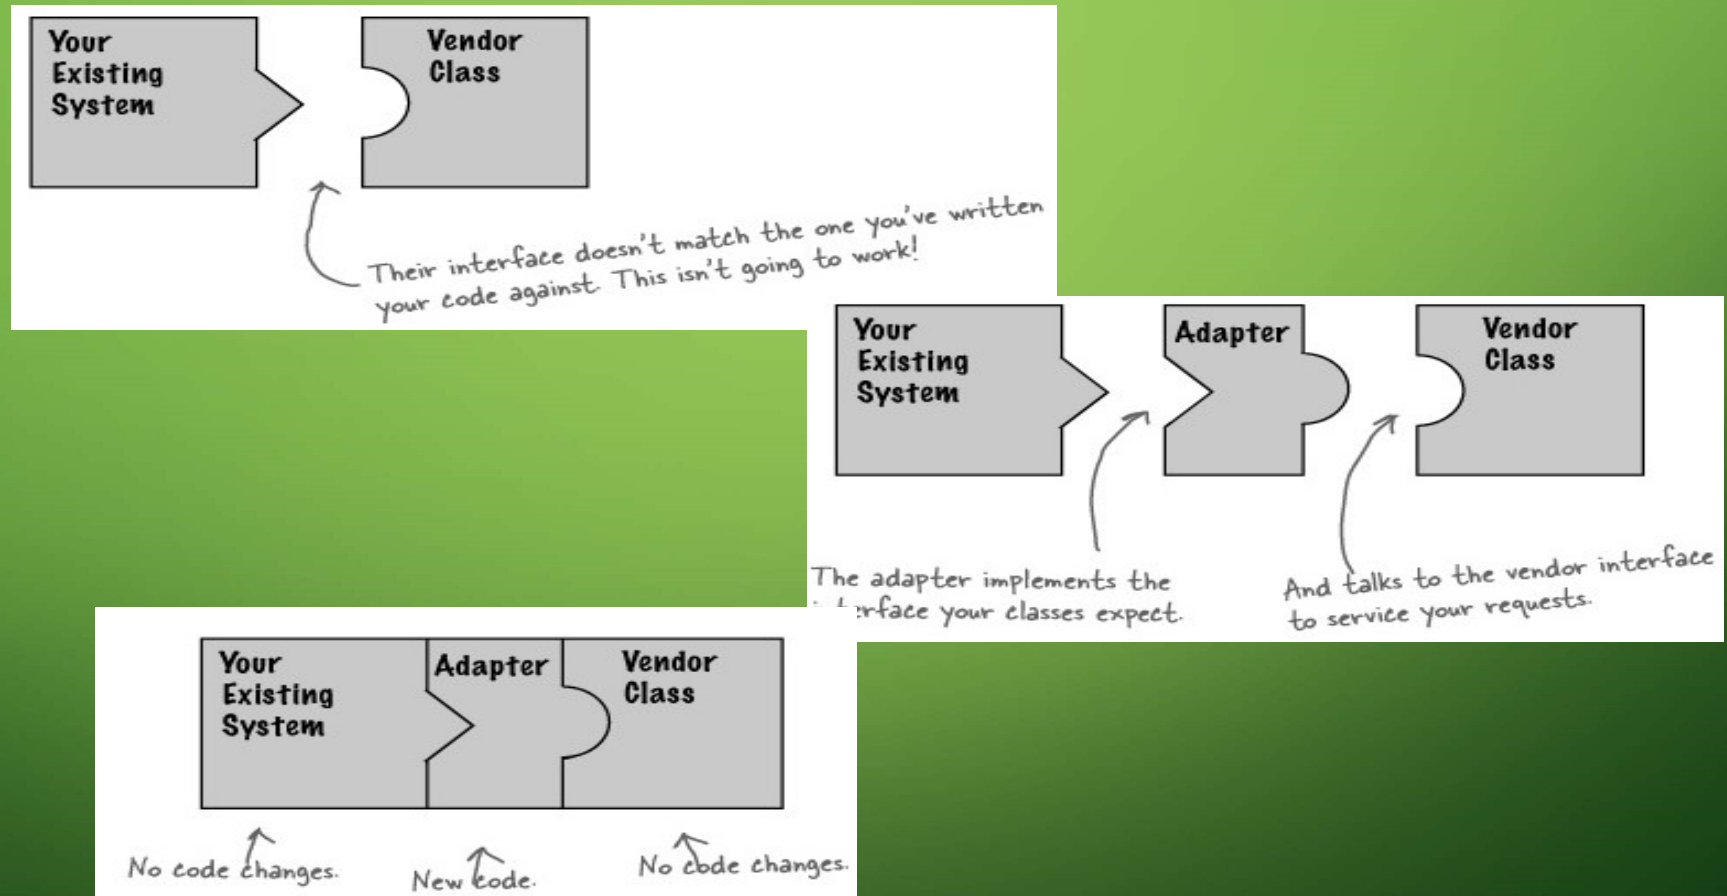 Your
Existing
System
Vendor
Class
Their interface doesn't match the one you've written
your code against. This isn't going to work!
Your
Existing
System
Adapter
Vendor
Class
The adapter implements the
interface your classes expect.
And talks to the vendor interface
to service your requests.
Your
Existing
System
Adapter
Vendor
Class
No code changes.
New code.
No code changes.